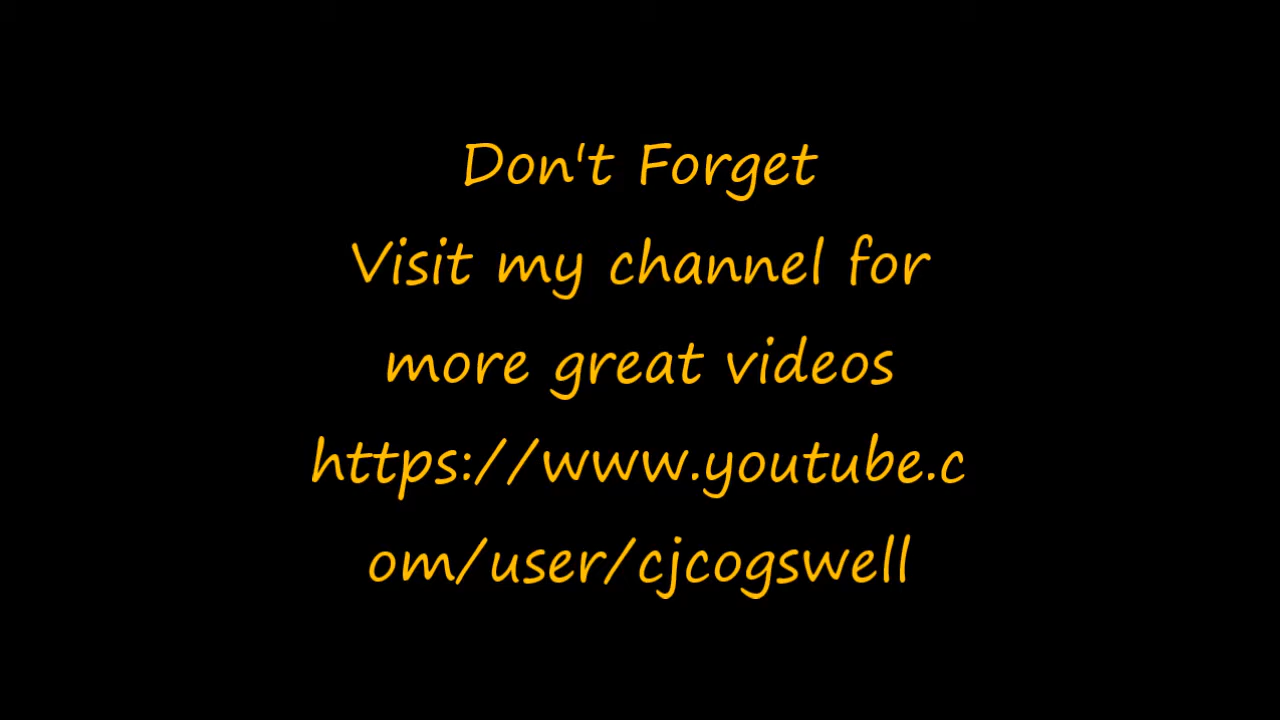 Don't Forget
Visit my channel for
more great videos
https://www.youtube.c
om/user/cjcogswell